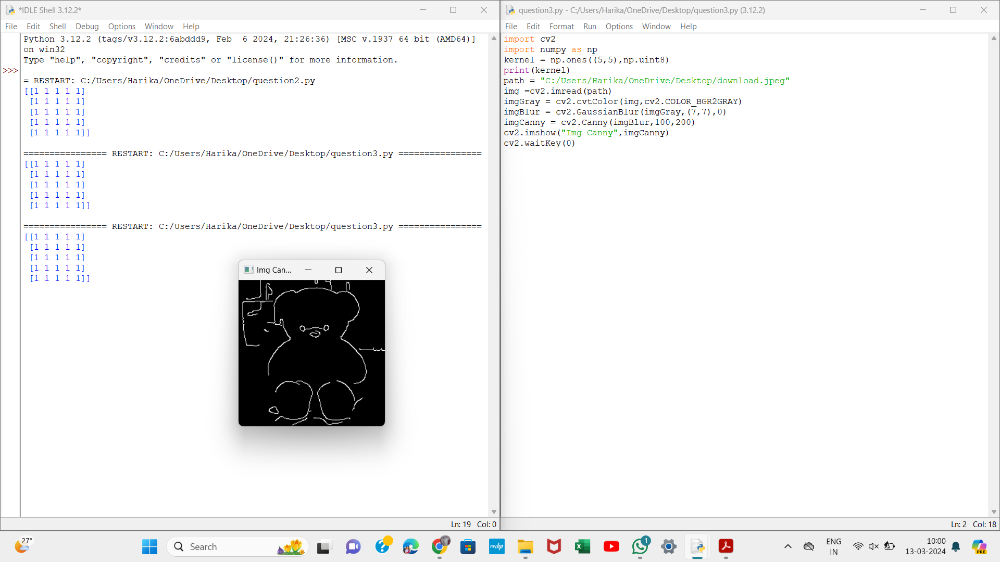 *IDLE Shell 3.12.2*
File Edit Shell Debug Options Window Help
Python 3.12.2 (tags/v3.12.2:6abddd9, Feb  6 2024, 21:26:36) [MSC v.1937 64 bit (AMD64)]
on win32
Type "help", "copyright", "credits" or "license()" for more information.
>>>
= RESTART: C:/Users/Harika/OneDrive/Desktop/question2.py
[[1 1 1 1 1]
 [1 1 1 1 1]
 [1 1 1 1 1]
 [1 1 1 1 1]
 [1 1 1 1 1]]
================ RESTART: C:/Users/Harika/OneDrive/Desktop/question3.py ================
[[1 1 1 1 1]
 [1 1 1 1 1]
 [1 1 1 1 1]
 [1 1 1 1 1]
 [1 1 1 1 1]]
================ RESTART: C:/Users/Harika/OneDrive/Desktop/question3.py ================
[[1 1 1 1 1]
 [1 1 1 1 1]
 [1 1 1 1 1]
 [1 1 1 1 1]
 [1 1 1 1 1]]
Img Can...
Ln: 19 Col: 0
question3.py - C:/Users/Harika/OneDrive/Desktop/question3.py (3.12.2)
File Edit Format Run Options Window Help
import cv2
import numpy as np
kernel = np.ones((5,5),np.uint8)
print(kernel)
path = "C:/Users/Harika/OneDrive/Desktop/download.jpeg"
img =cv2.imread(path)
imgGray = cv2.cvtColor(img,cv2.COLOR_BGR2GRAY)
imgBlur = cv2.GaussianBlur(imgGray,(7,7),0)
imgCanny = cv2.Canny(imgBlur,100,200)
cv2.imshow("Img Canny",imgCanny)
cv2.waitKey(0)
Ln: 2 Col: 18
27°
Search
myhp
1
ENG
IN
10:00
13-03-2024
PRE